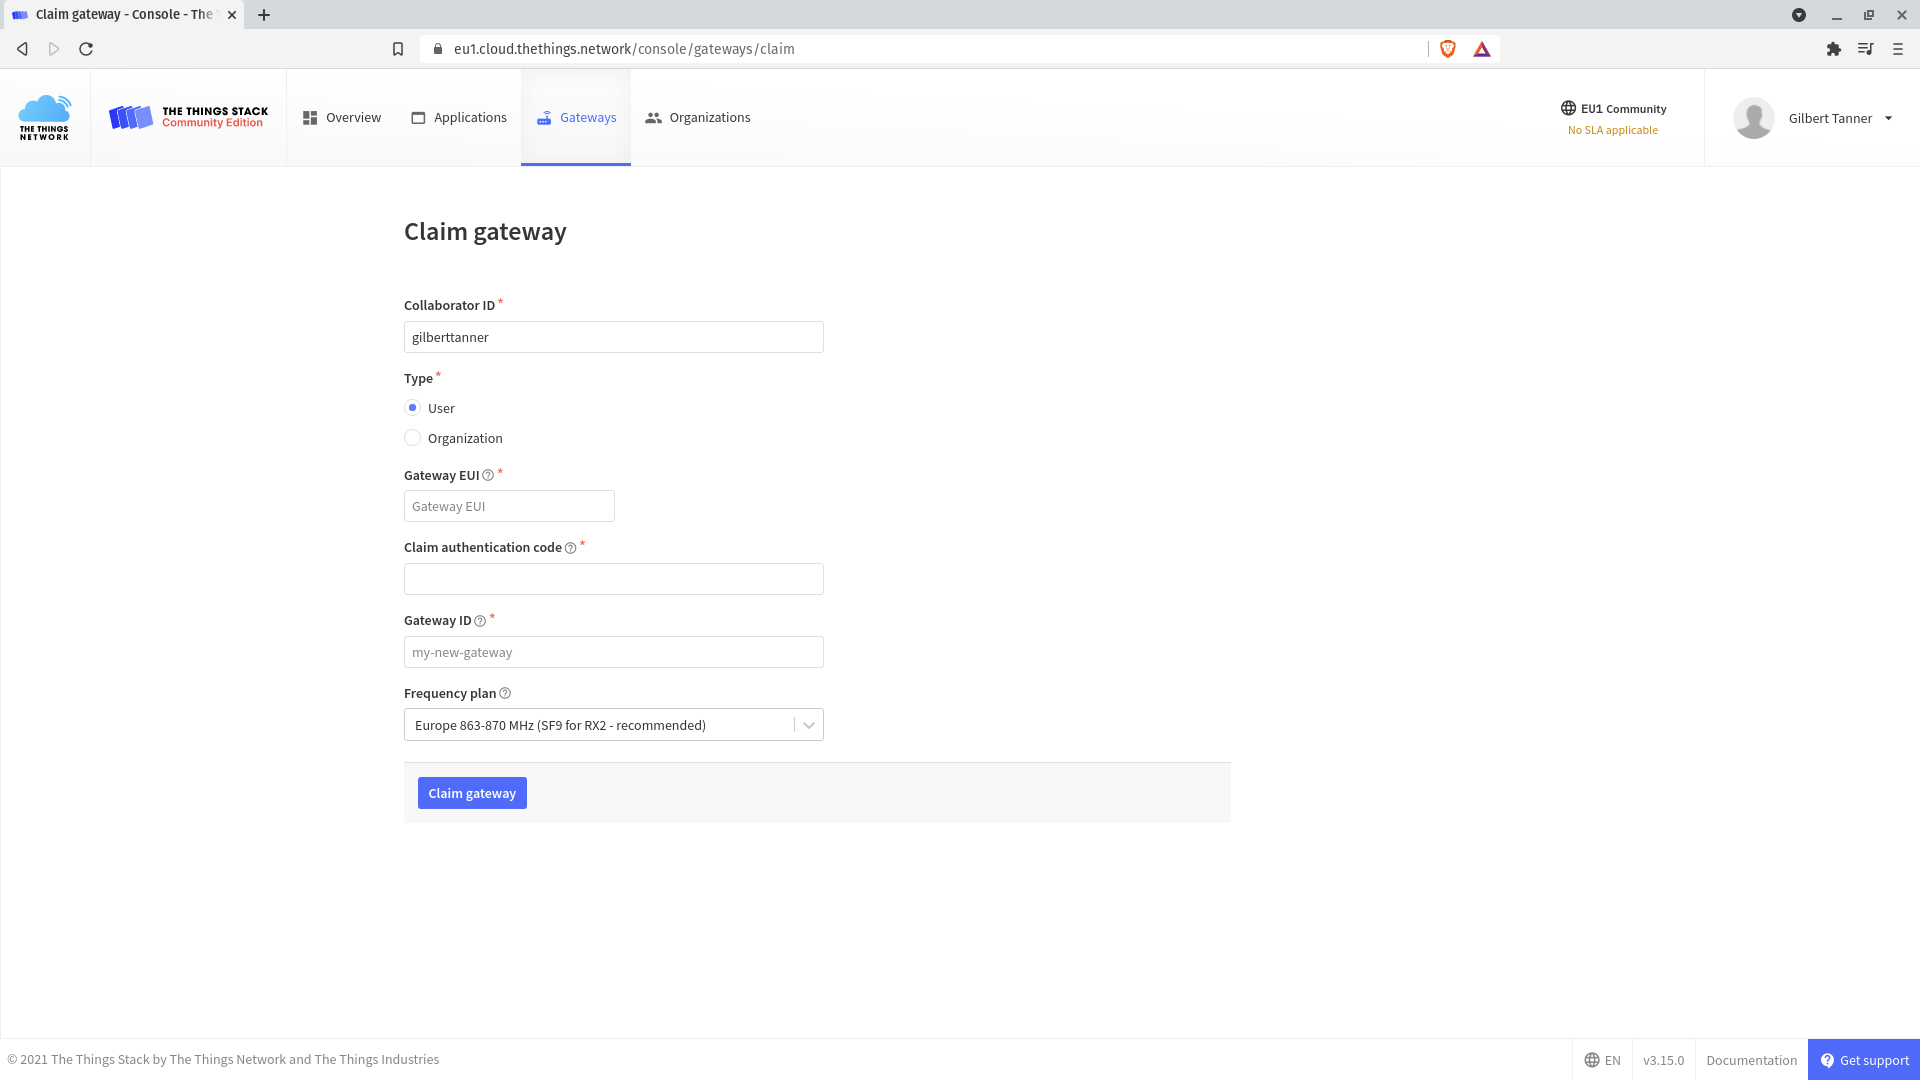 Claim gateway - Console - The
eu1.cloud.thethings.network/console/gateways/claim
THE THINGS NETWORK
THE THINGS STACK
Community Edition
Overview
Applications
Gateways
Organizations
EU1 Community
No SLA applicable
Gilbert Tanner
Claim gateway
Collaborator ID *
gilberttanner
Type *
User
Organization
Gateway EUI *
Gateway EUI
Claim authentication code *
Gateway ID *
my-new-gateway
Frequency plan
Europe 863-870 MHz (SF9 for RX2 - recommended)
Claim gateway
© 2021 The Things Stack by The Things Network and The Things Industries
EN
v3.15.0
Documentation
Get support